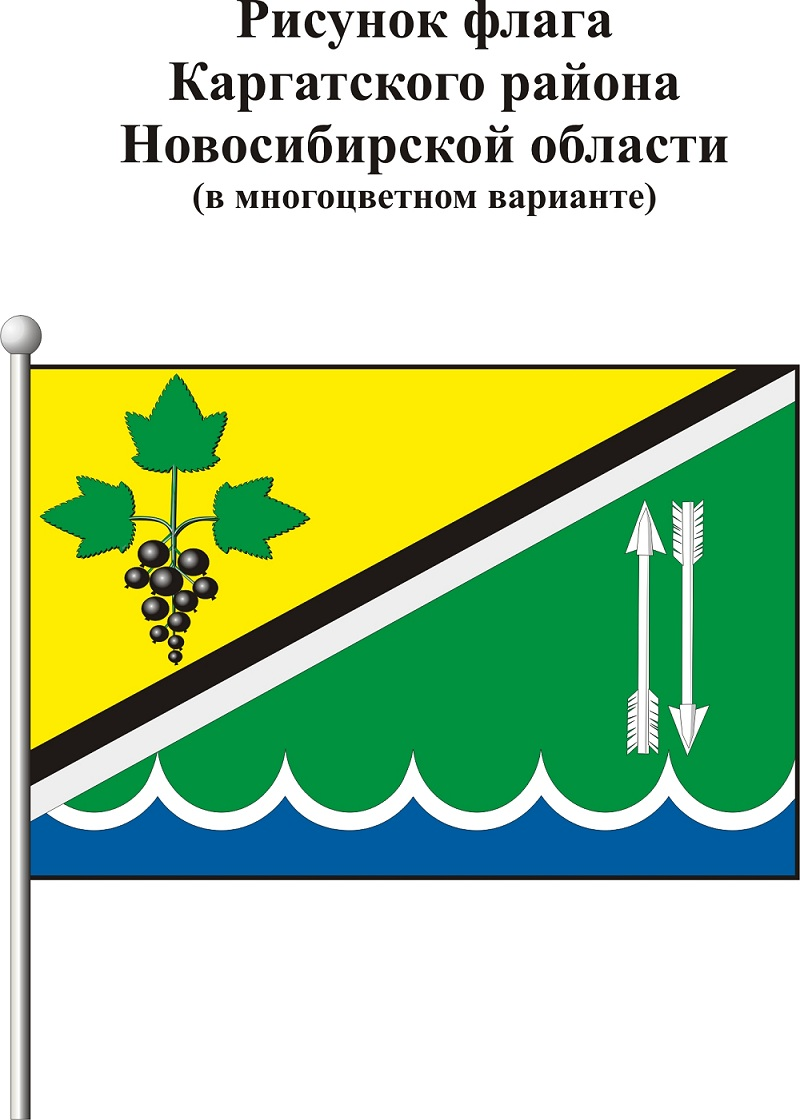 Рисунок флага
Каргатского района
Новосибирской области
(в многоцветном варианте)